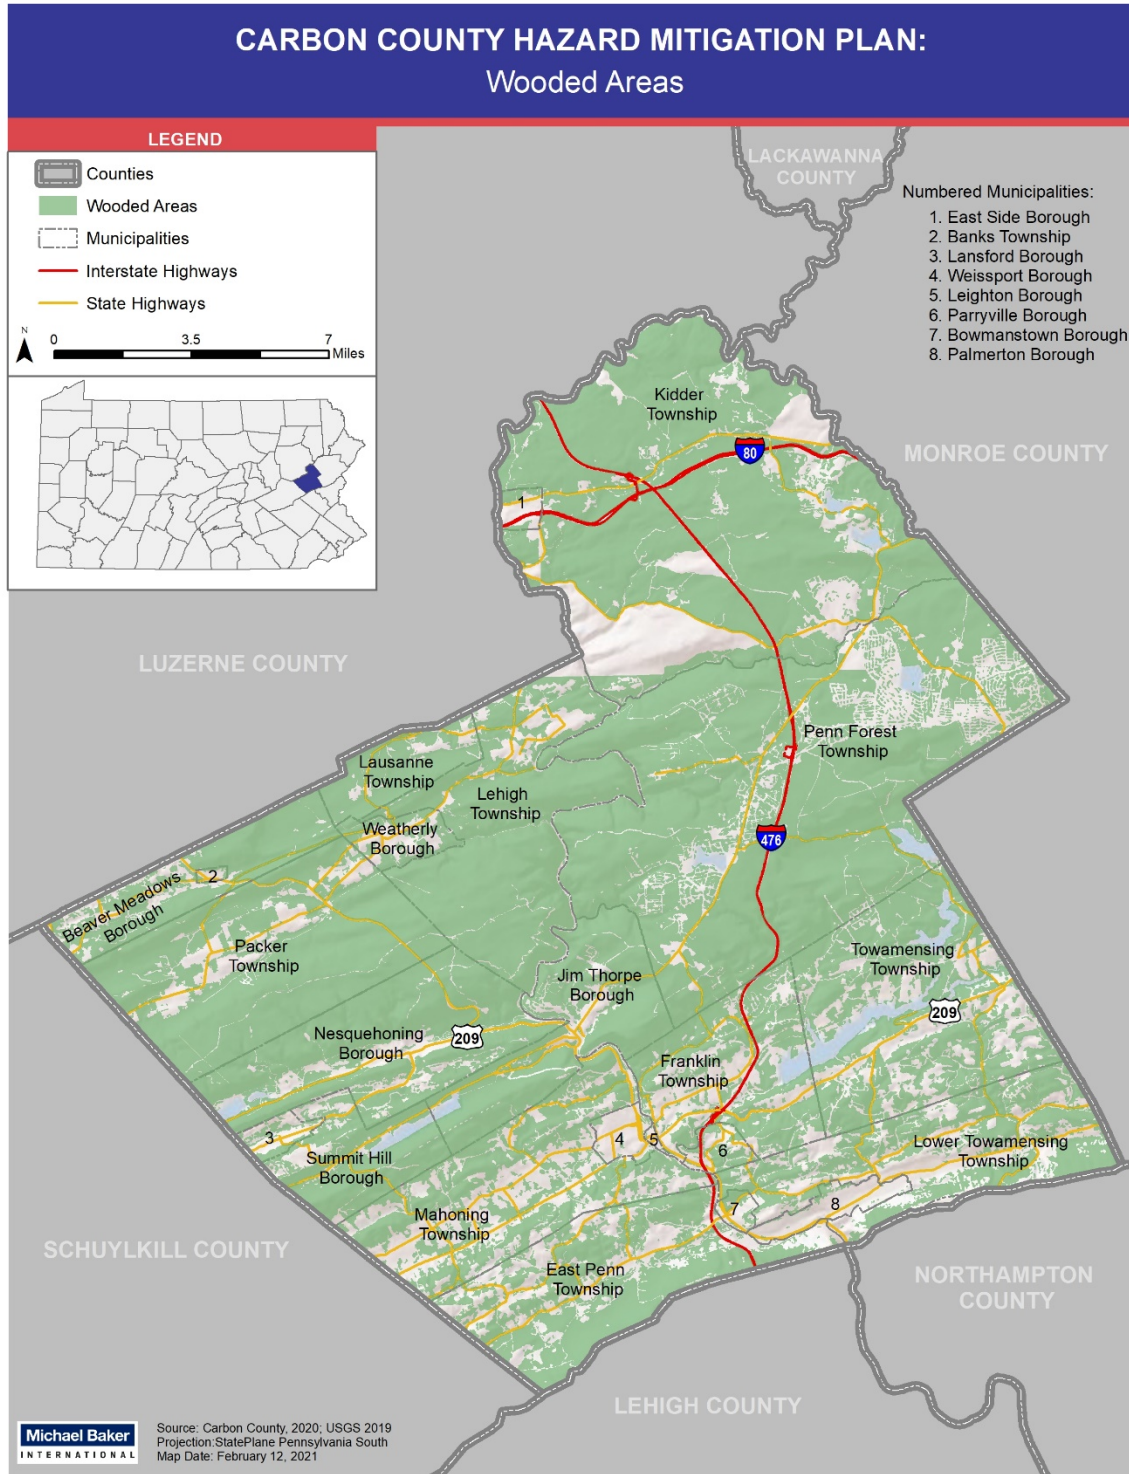 CARBON COUNTY HAZARD MITIGATION PLAN:
Wooded Areas
LEGEND
Counties
Wooded Areas
Municipalities
Interstate Highways
State Highways
N
0 3.5 7
Miles
LACKAWANNA
COUNTY
Numbered Municipalities:
1. East Side Borough
2. Banks Township
3. Lansford Borough
4. Weissport Borough
5. Leighton Borough
6. Parryville Borough
7. Bowmanstown Borough
8. Palmerton Borough
Kidder
Township
80
MONROE COUNTY
1
LUZERNE COUNTY
Penn Forest
Township
Lausanne
Township
Lehigh
Township
Weatherly
Borough
476
2
Beaver Meadows
Borough
Packer
Township
Towamensing
Township
Jim Thorpe
Borough
209
Nesquehoning
Borough
209
Franklin
Township
3
4
5
6
Summit Hill
Borough
Lower Towamensing
Township
7
8
Mahoning
Township
SCHUYLKILL COUNTY
East Penn
Township
NORTHAMPTON
COUNTY
LEHIGH COUNTY
Michael Baker
INTERNATIONAL
Source: Carbon County, 2020; USGS 2019
Projection:StatePlane Pennsylvania South
Map Date: February 12, 2021